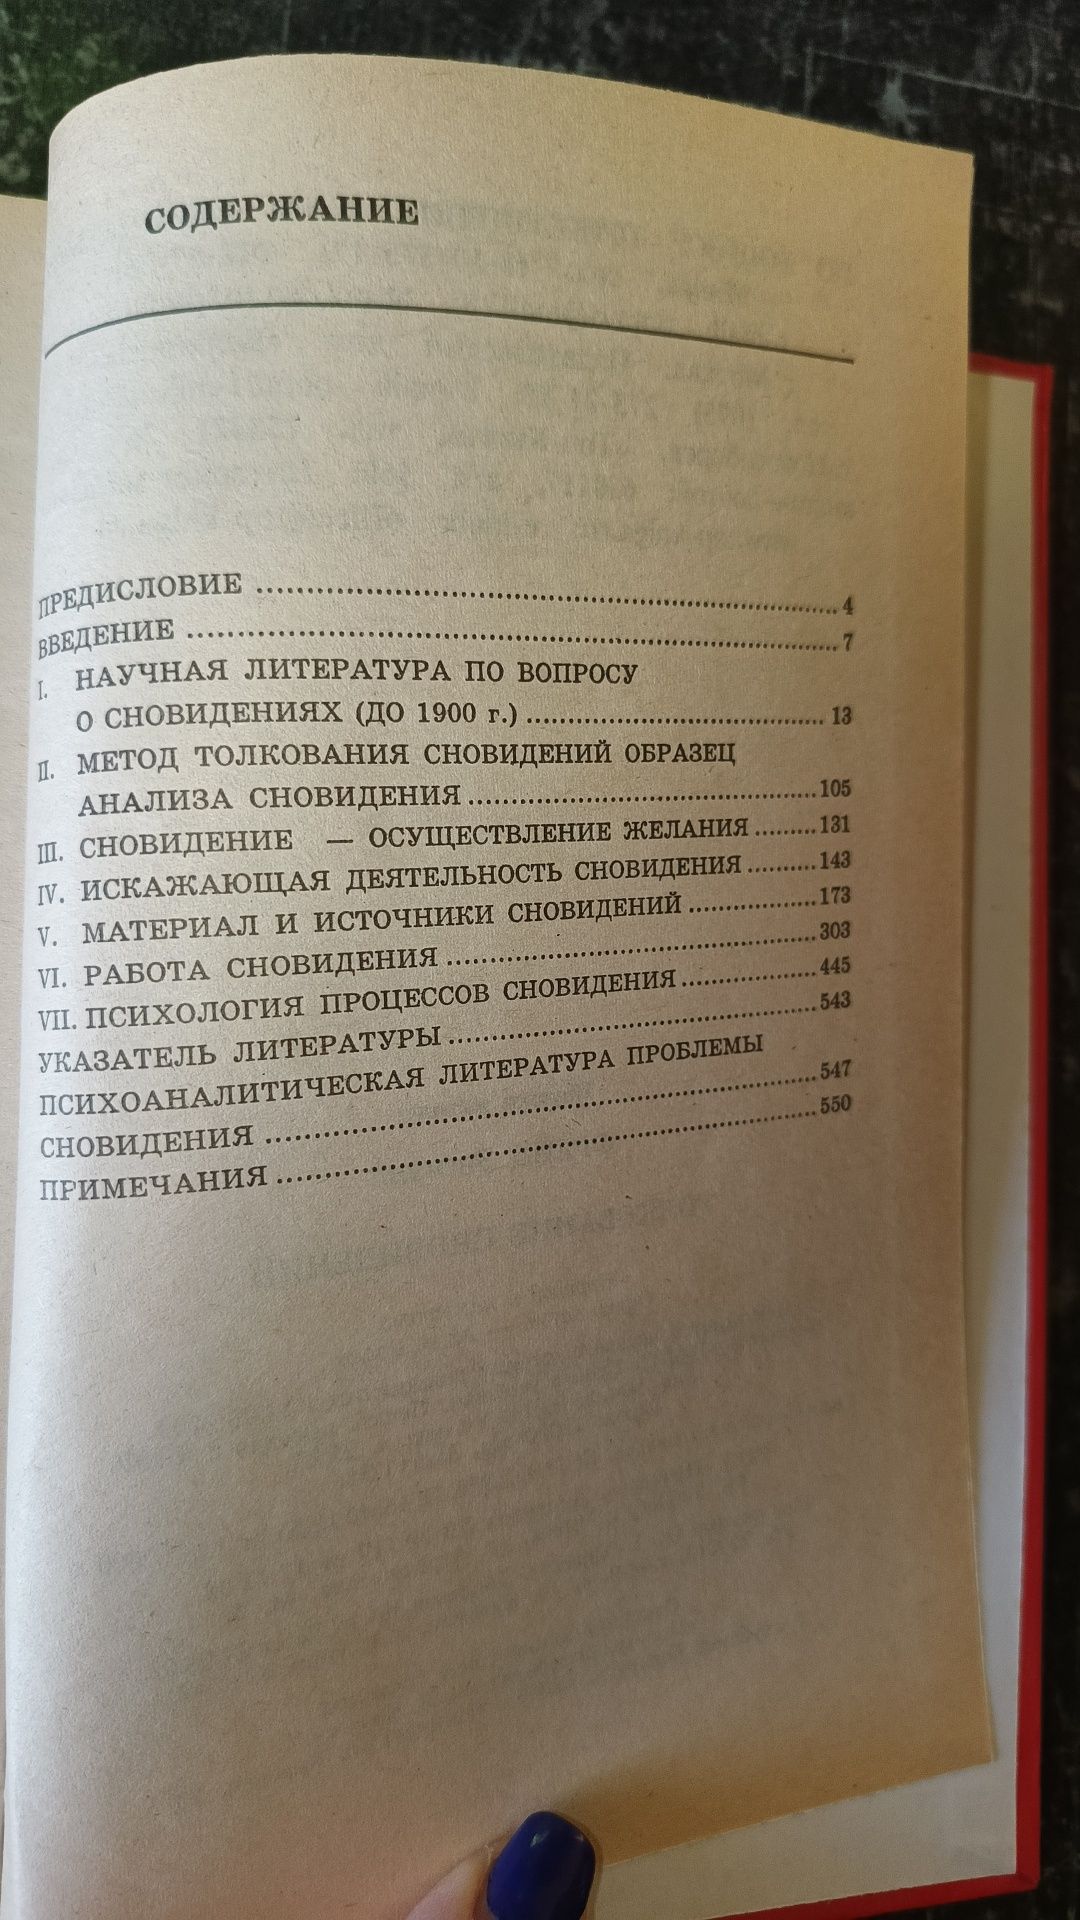 СОДЕРЖАНИЕ
ПРЕДИСЛОВИЕ ..................................................... 4
ВВЕДЕНИЕ ..................................................... 7
I. НАУЧНАЯ ЛИТЕРАТУРА ПО ВОПРОСУ
О СНОВИДЕНИЯХ (ДО 1900 г.) ............................. 13
II. МЕТОД ТОЛКОВАНИЯ СНОВИДЕНИЙ ОБРАЗЕЦ
АНАЛИЗА СНОВИДЕНИЯ ..................................... 105
III. СНОВИДЕНИЕ — ОСУЩЕСТВЛЕНИЕ ЖЕЛАНИЯ ......... 131
IV. ИСКАЖАЮЩАЯ ДЕЯТЕЛЬНОСТЬ СНОВИДЕНИЯ .......... 143
V. МАТЕРИАЛ И ИСТОЧНИКИ СНОВИДЕНИЙ ................. 173
VI. РАБОТА СНОВИДЕНИЯ ..................................... 303
VII. ПСИХОЛОГИЯ ПРОЦЕССОВ СНОВИДЕНИЯ ................. 445
УКАЗАТЕЛЬ ЛИТЕРАТУРЫ ..................................... 543
ПСИХОАНАЛИТИЧЕСКАЯ ЛИТЕРАТУРА ПРОБЛЕМЫ
СНОВИДЕНИЯ ..................................................... 547
ПРИМЕЧАНИЯ ..................................................... 550